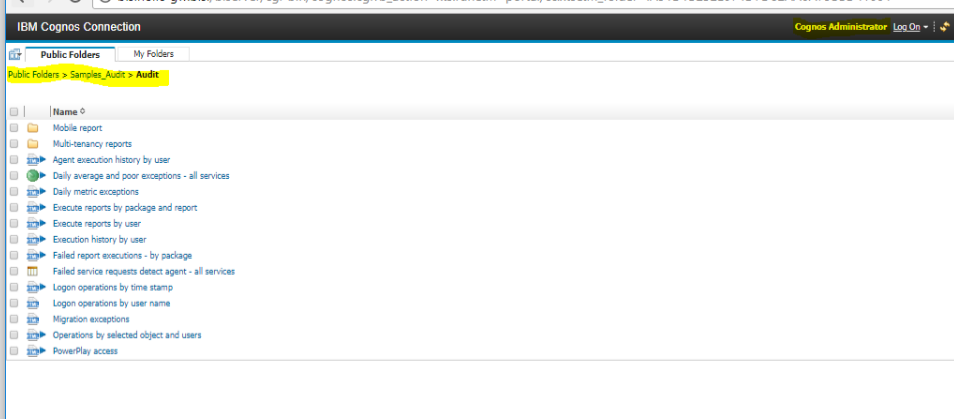 IBM Cognos Connection
Cognos Administrator Log On
Public Folders My Folders
Public Folders > Samples_Audit > Audit
Name
Mobile report
Multi-tenancy reports
Agent execution history by user
Daily average and poor exceptions - all services
Daily metric exceptions
Execute reports by package and report
Execute reports by user
Execution history by user
Failed report executions - by package
Failed service requests detect agent - all services
Logon operations by time stamp
Logon operations by user name
Migration exceptions
Operations by selected object and users
PowerPlay access